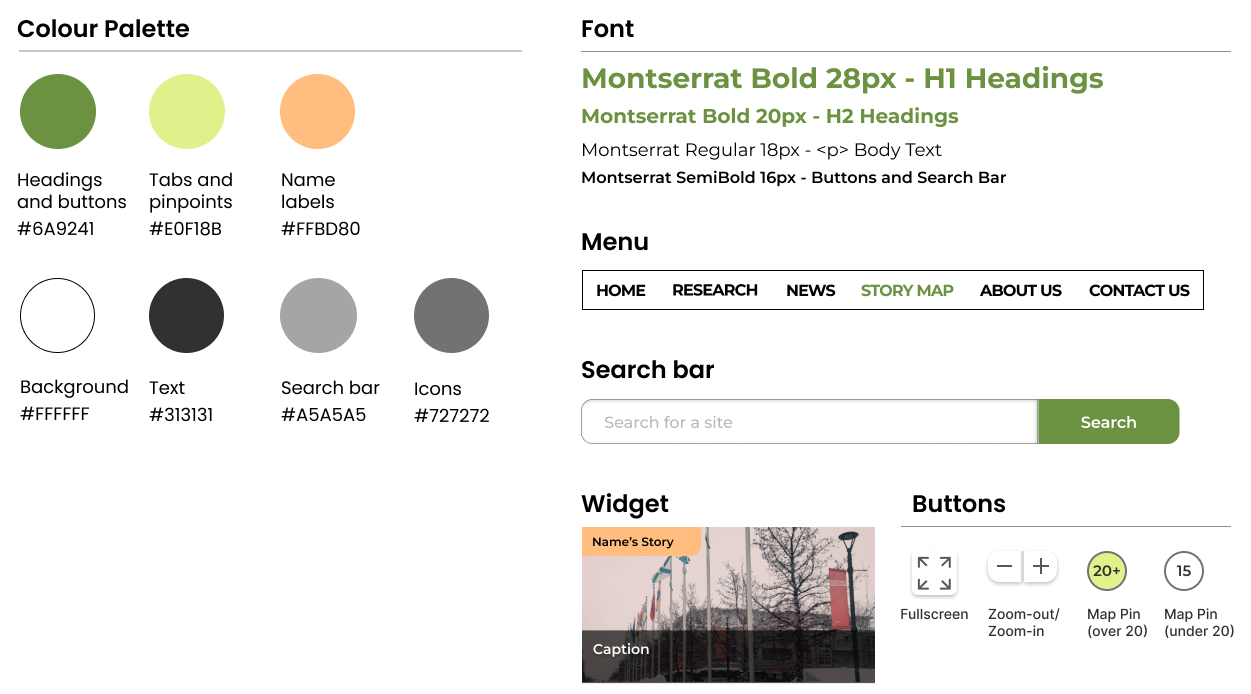 Colour Palette
Headings
and buttons
#6A9241
Tabs and
pinpoints
#E0F18B
Name
labels
#FFBD80
Background
#FFFFFF
Text
#313131
Search bar
#A5A5A5
Icons
#727272
Font
Montserrat Bold 28px - H1 Headings
Montserrat Bold 20px - H2 Headings
Montserrat Regular 18px - <p> Body Text
Montserrat SemiBold 16px - Buttons and Search Bar
Menu
HOME RESEARCH NEWS STORY MAP ABOUT US CONTACT US
Search bar
Search for a site Search
Widget
Name's Story
Caption
Buttons
Fullscreen
Zoom-out/
Zoom-in
20+
Map Pin
(over 20)
15
Map Pin
(under 20)